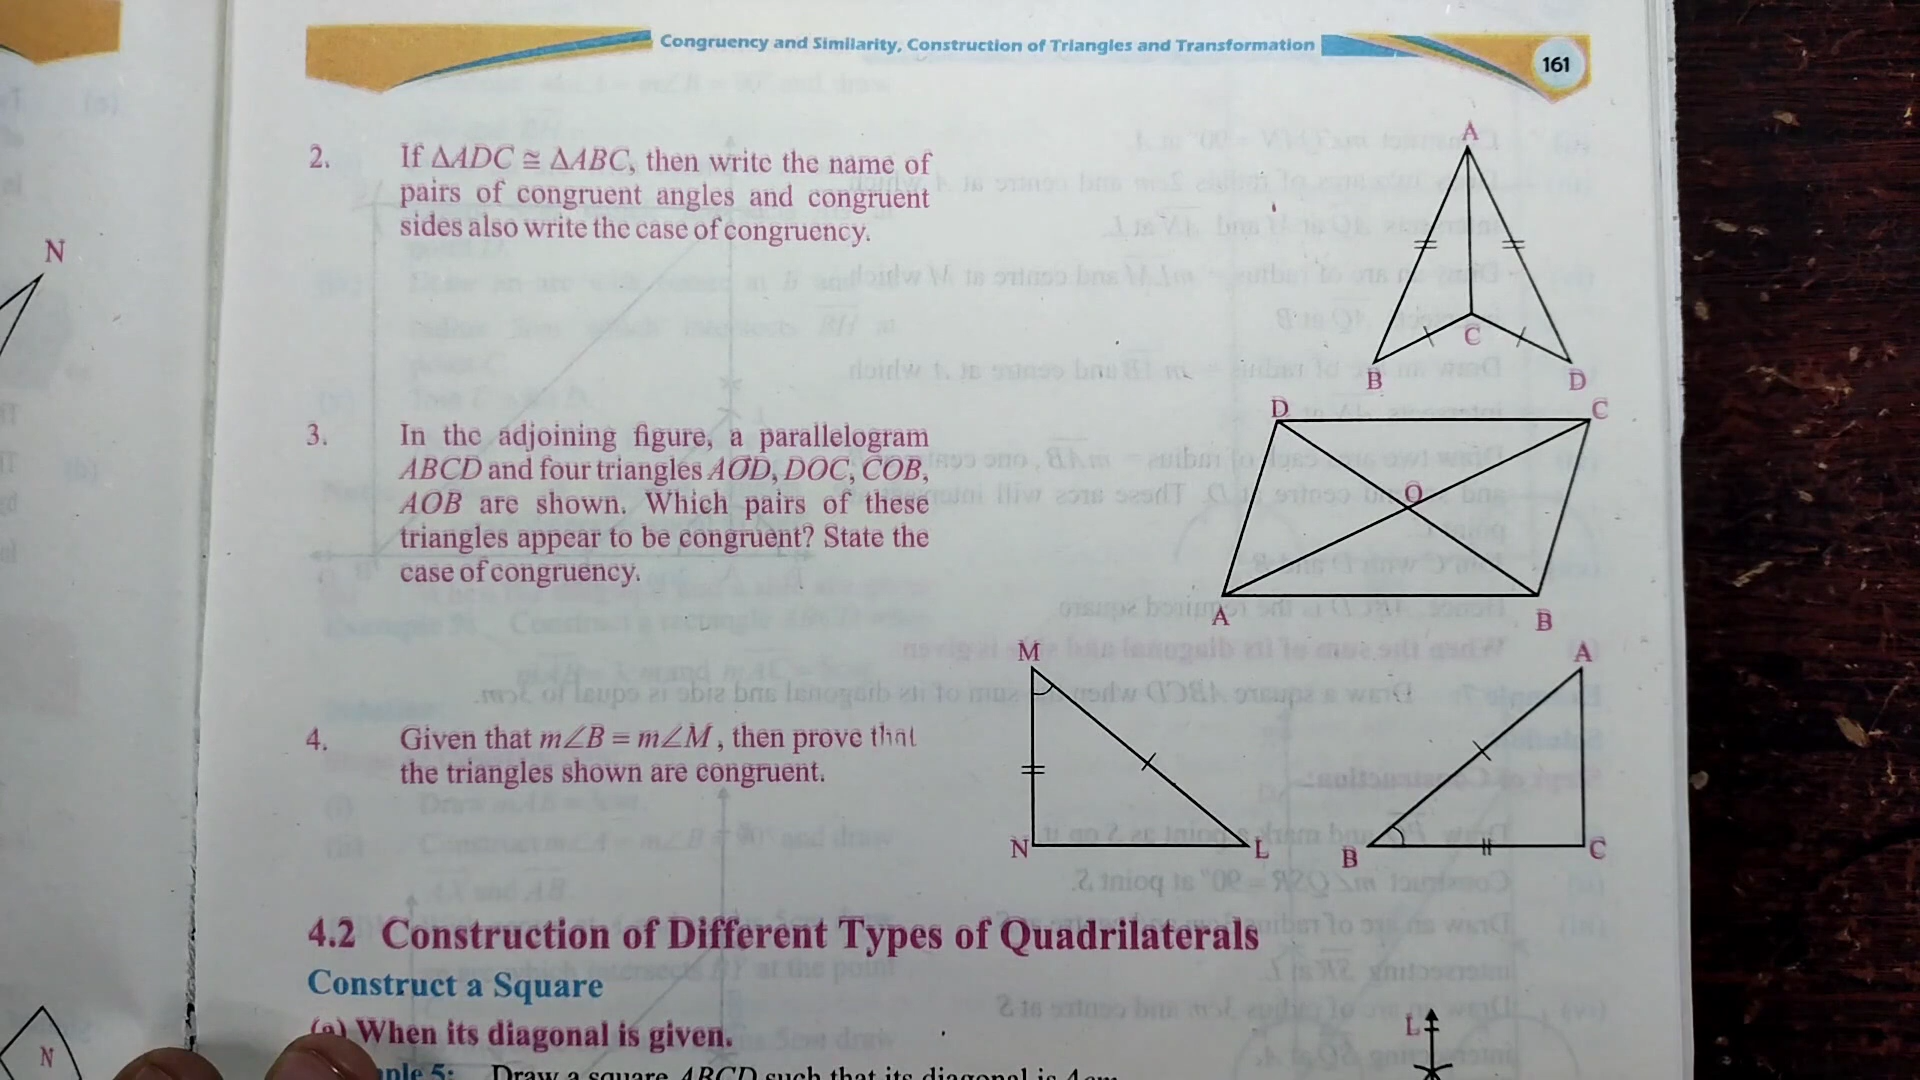 Congruency and Similarity, Construction of Triangles and Transformation
161
2. If ΔADC ≅ ΔABC, then write the name of
pairs of congruent angles and congruent
sides also write the case of congruency.
A
B
C
D
3. In the adjoining figure, a parallelogram
ABCD and four triangles AOD, DOC, COB,
AOB are shown. Which pairs of these
triangles appear to be congruent? State the
case of congruency.
D
C
O
A
B
4. Given that m∠B = m∠M, then prove that
the triangles shown are congruent.
M
N
L
A
B
C
4.2 Construction of Different Types of Quadrilaterals
Construct a Square
(a) When its diagonal is given.
5: Draw a square ABCD such that its diagonal is 4cm
L
N
N